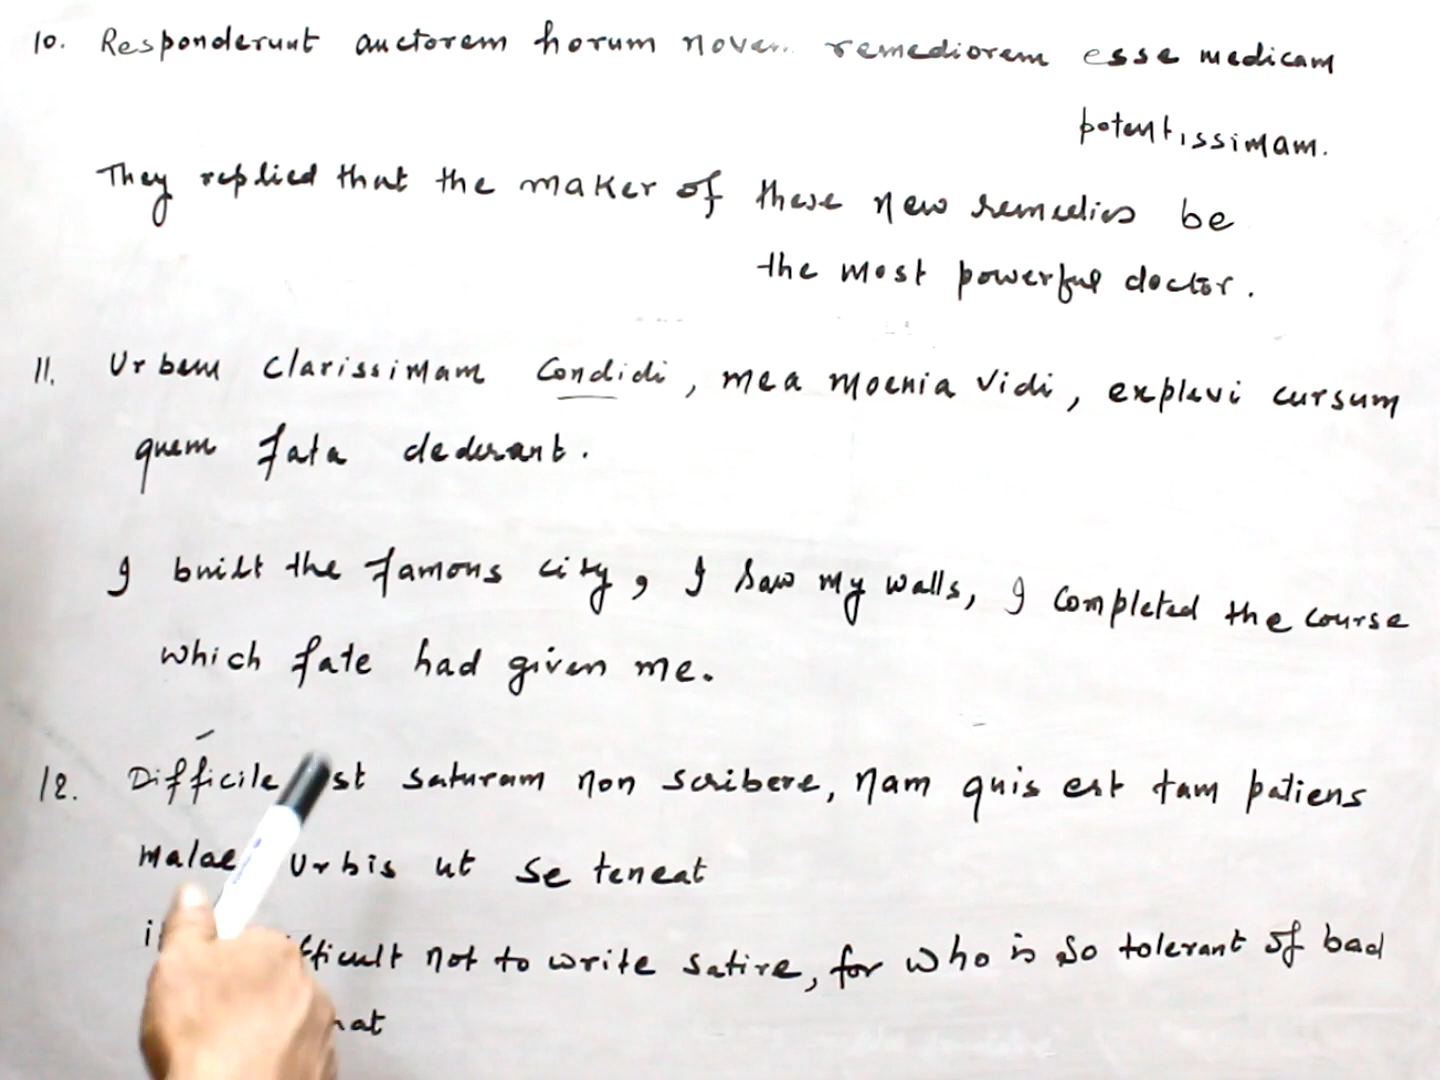 10. Responderunt auctorem horum novem remediorem esse medicam
potentissimam.
They replied that the maker of these new remedies be
the most powerful doctor.
11. Urbem clarissimam Condidi, mea moenia vidi, explevi cursum
quem fata dederant.
I built the famous city, I saw my walls, I completed the course
which fate had given me.
12. Difficile st saturam non scribere, nam quis est tam patiens
malae urbis ut se teneat
fficult not to write satire, for who is so tolerant of bad